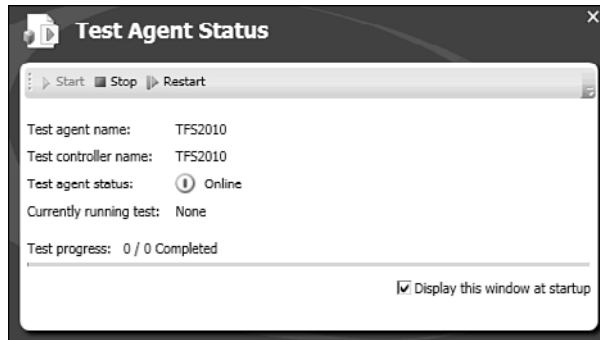 Test Agent Status
Start Stop Restart
Test agent name: TFS2010
Test controller name: TFS2010
Test agent status: Online
Currently running test: None
Test progress: 0 / 0 Completed
Display this window at startup